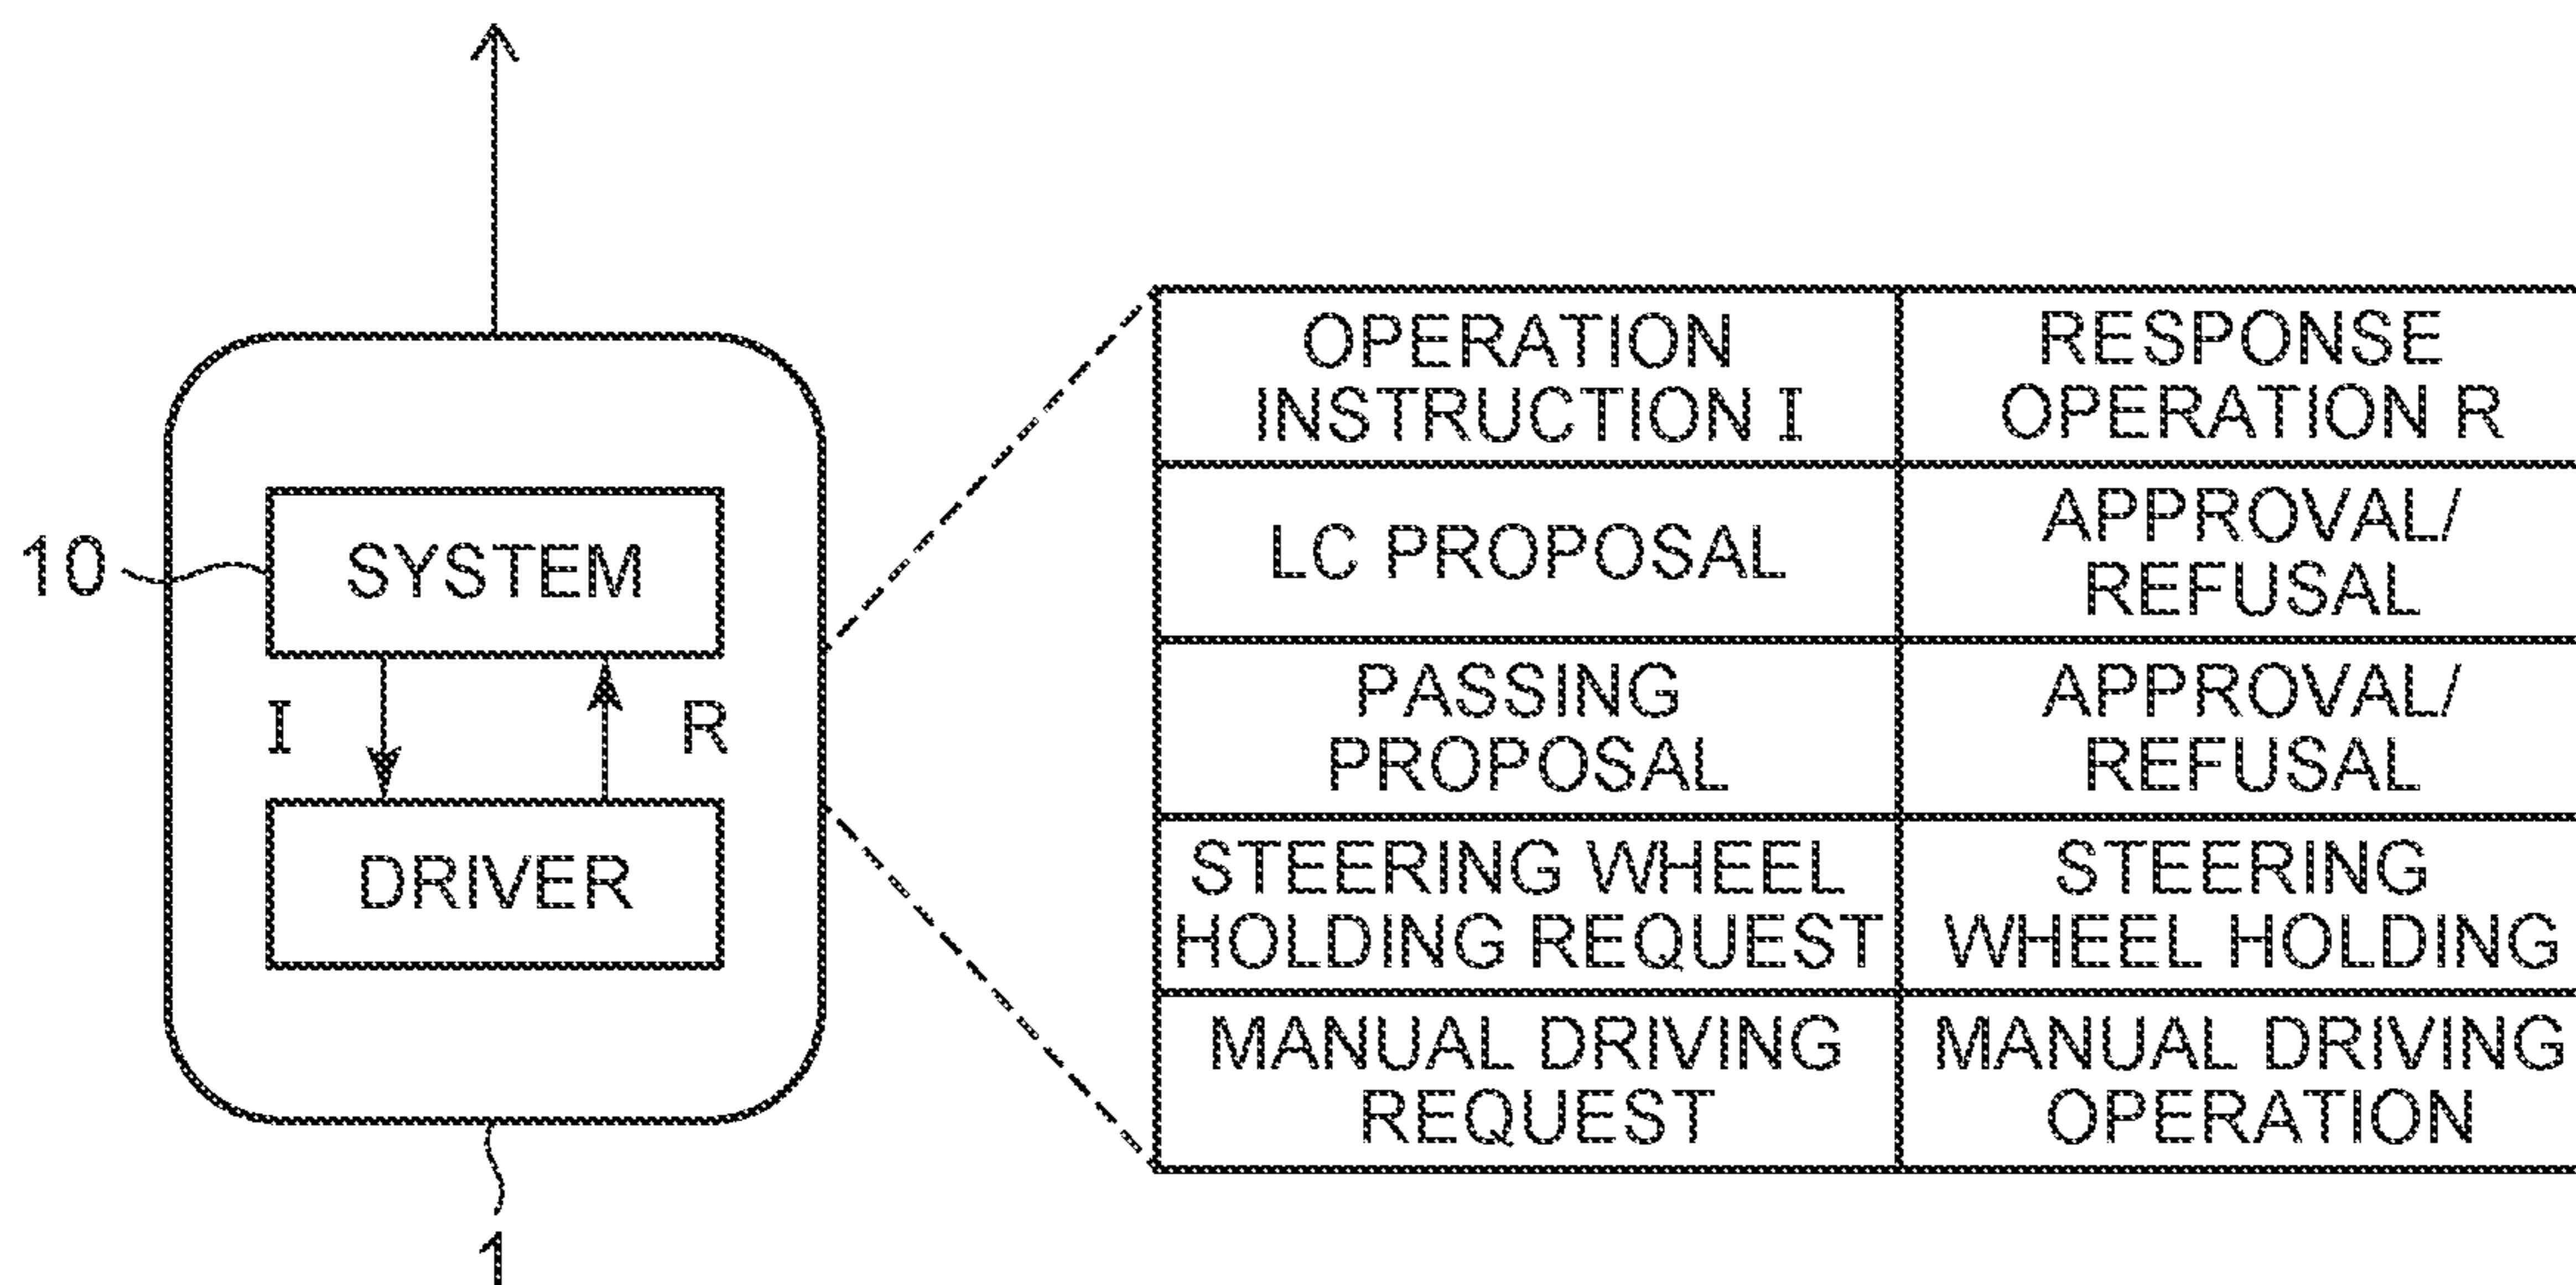 10
SYSTEM
I
R
DRIVER
1
OPERATION
INSTRUCTION I
RESPONSE
OPERATION R
LC PROPOSAL
APPROVAL/
REFUSAL
PASSING
PROPOSAL
APPROVAL/
REFUSAL
STEERING WHEEL
HOLDING REQUEST
STEERING
WHEEL HOLDING
MANUAL DRIVING
REQUEST
MANUAL DRIVING
OPERATION